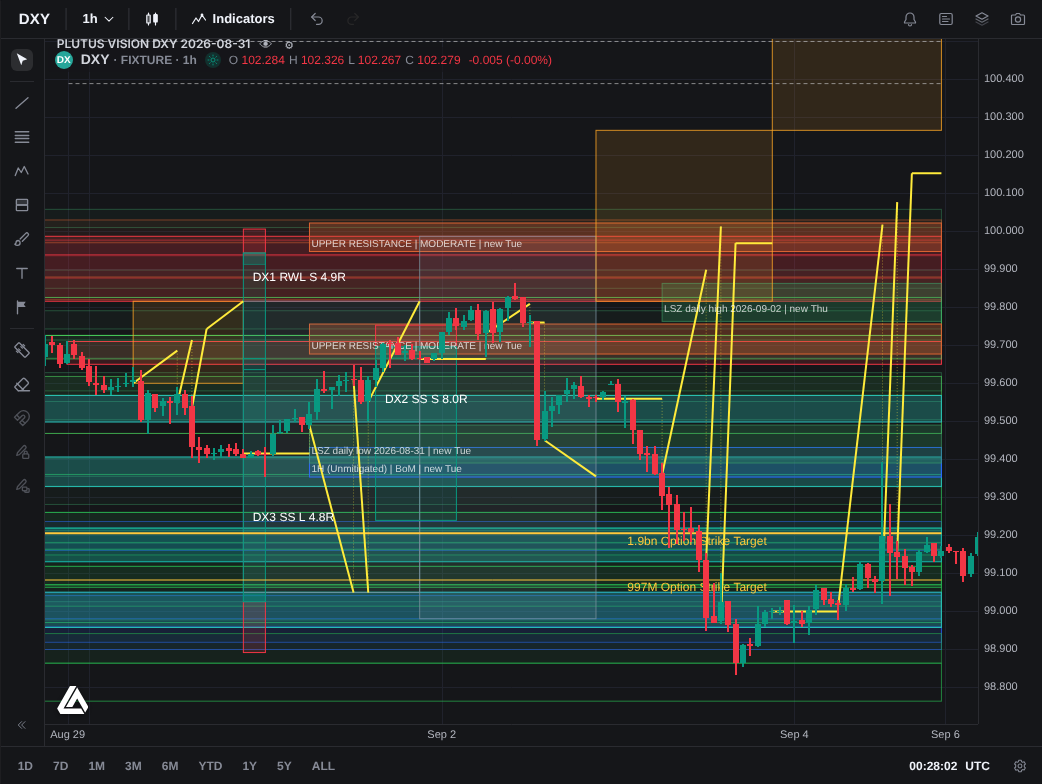 DXY 1h Indicators
PLUTUS VISION DXY 2026-08-31
DX DXY · FIXTURE · 1h O 102.284 H 102.326 L 102.267 C 102.279 -0.005 (-0.00%)
100.400
100.300
100.200
100.100
100.000
99.900
99.800
99.700
99.600
99.500
99.400
99.300
99.200
99.100
99.000
98.900
98.800
UPPER RESISTANCE | MODERATE | new Tue
DX1 RWL S 4.9R
LSZ daily high 2026-09-02 | new Thu
UPPER RESISTANCE | MODERATE | new Tue
DX2 SS S 8.0R
LSZ daily low 2026-08-31 | new Tue
1H (Unmitigated) | BoM | new Tue
DX3 SS L 4.8R
1.9bn Option Strike Target
997M Option Strike Target
Aug 29 Sep 2 Sep 4 Sep 6
1D 7D 1M 3M 6M YTD 1Y 5Y ALL 00:28:02 UTC